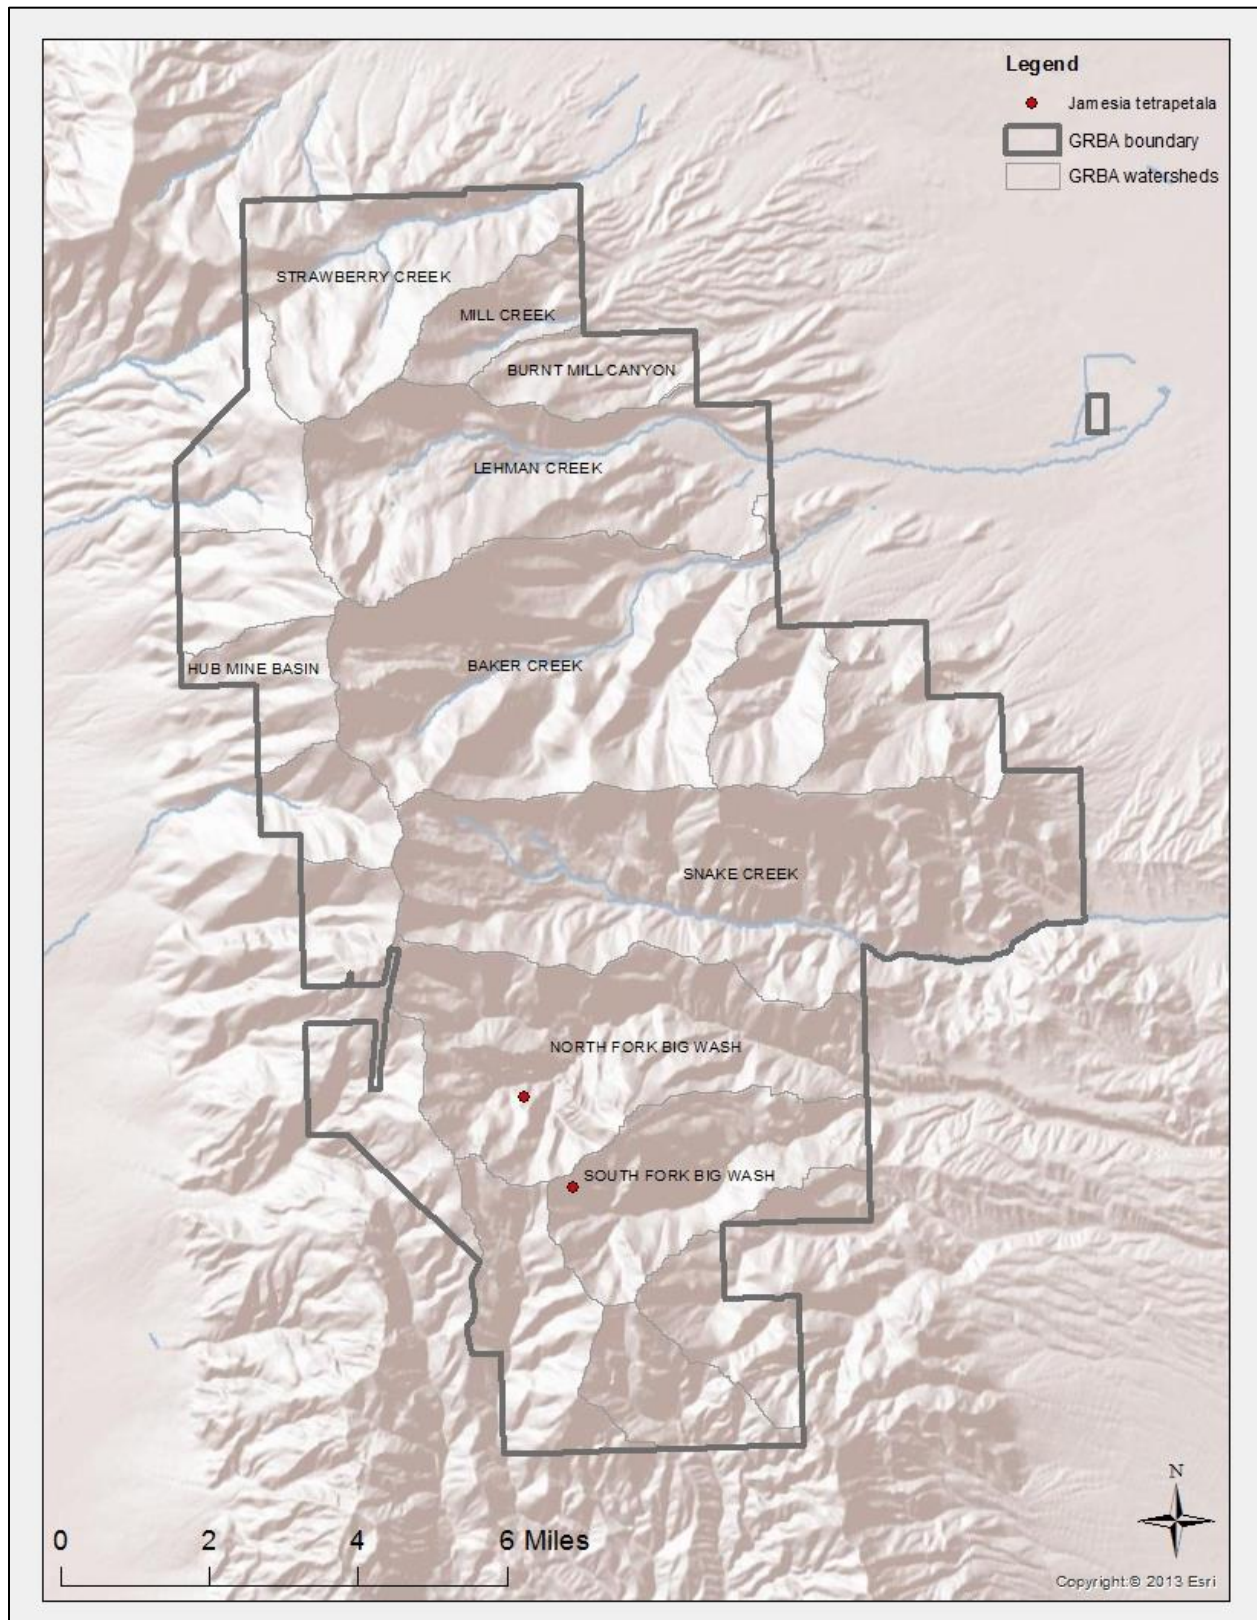 Legend
Jamesia tetrapetala
GRBA boundary
GRBA watersheds
STRAWBERRY CREEK
MILL CREEK
BURNT MILL CANYON
LEHMAN CREEK
HUB MINE BASIN
BAKER CREEK
SNAKE CREEK
NORTH FORK BIG WASH
SOUTH FORK BIG WASH
N
0 2 4 6 Miles
Copyright:© 2013 Esri